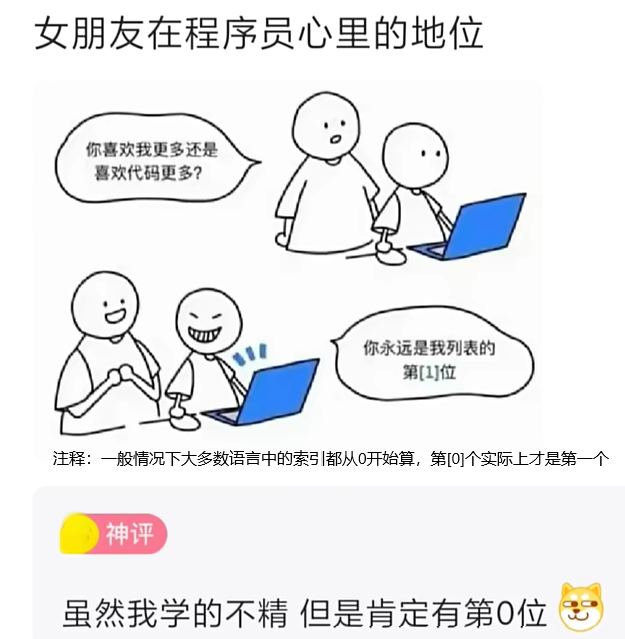 女朋友在程序员心里的地位
你喜欢我更多还是
喜欢代码更多?
你永远是我列表的
第[1]位
注释：一般情况下大多数语言中的索引都从0开始算，第[0]个实际上才是第一个
神评
虽然我学的不精 但是肯定有第0位